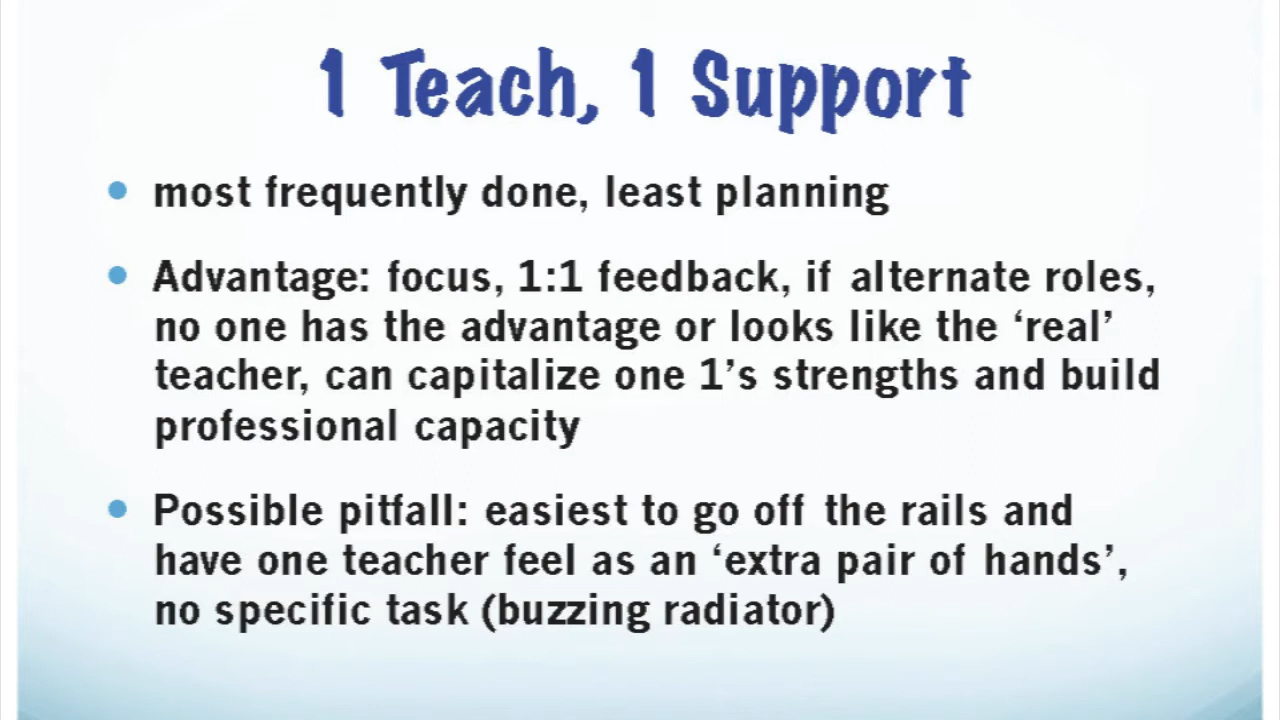 1 Teach, 1 Support
most frequently done, least planning
Advantage: focus, 1:1 feedback, if alternate roles,
no one has the advantage or looks like the ‘real’
teacher, can capitalize one 1’s strengths and build
professional capacity
Possible pitfall: easiest to go off the rails and
have one teacher feel as an ‘extra pair of hands’,
no specific task (buzzing radiator)